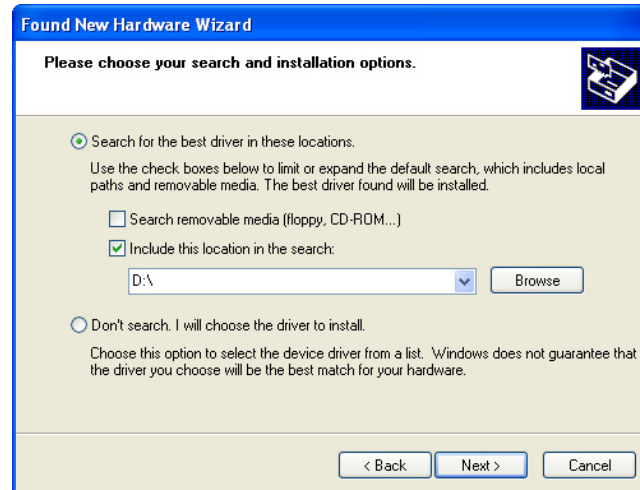 Found New Hardware Wizard
Please choose your search and installation options.
Search for the best driver in these locations.
Use the check boxes below to limit or expand the default search, which includes local
paths and removable media. The best driver found will be installed.
Search removable media (floppy, CD-ROM...)
Include this location in the search:
D:\
Browse
Don't search. I will choose the driver to install.
Choose this option to select the device driver from a list. Windows does not guarantee that
the driver you choose will be the best match for your hardware.
< Back Next > Cancel